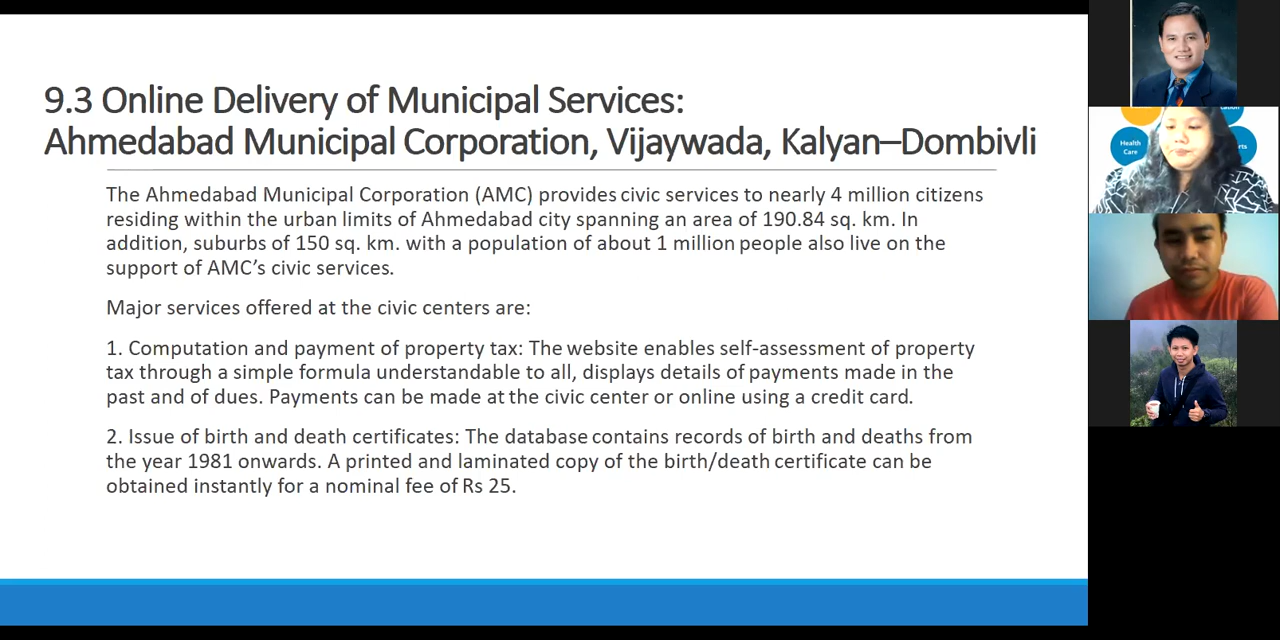 9.3 Online Delivery of Municipal Services:
Ahmedabad Municipal Corporation, Vijaywada, Kalyan–Dombivli
The Ahmedabad Municipal Corporation (AMC) provides civic services to nearly 4 million citizens
residing within the urban limits of Ahmedabad city spanning an area of 190.84 sq. km. In
addition, suburbs of 150 sq. km. with a population of about 1 million people also live on the
support of AMC's civic services.
Major services offered at the civic centers are:
1. Computation and payment of property tax: The website enables self-assessment of property
tax through a simple formula understandable to all, displays details of payments made in the
past and of dues. Payments can be made at the civic center or online using a credit card.
2. Issue of birth and death certificates: The database contains records of birth and deaths from
the year 1981 onwards. A printed and laminated copy of the birth/death certificate can be
obtained instantly for a nominal fee of Rs 25.
Health
Care